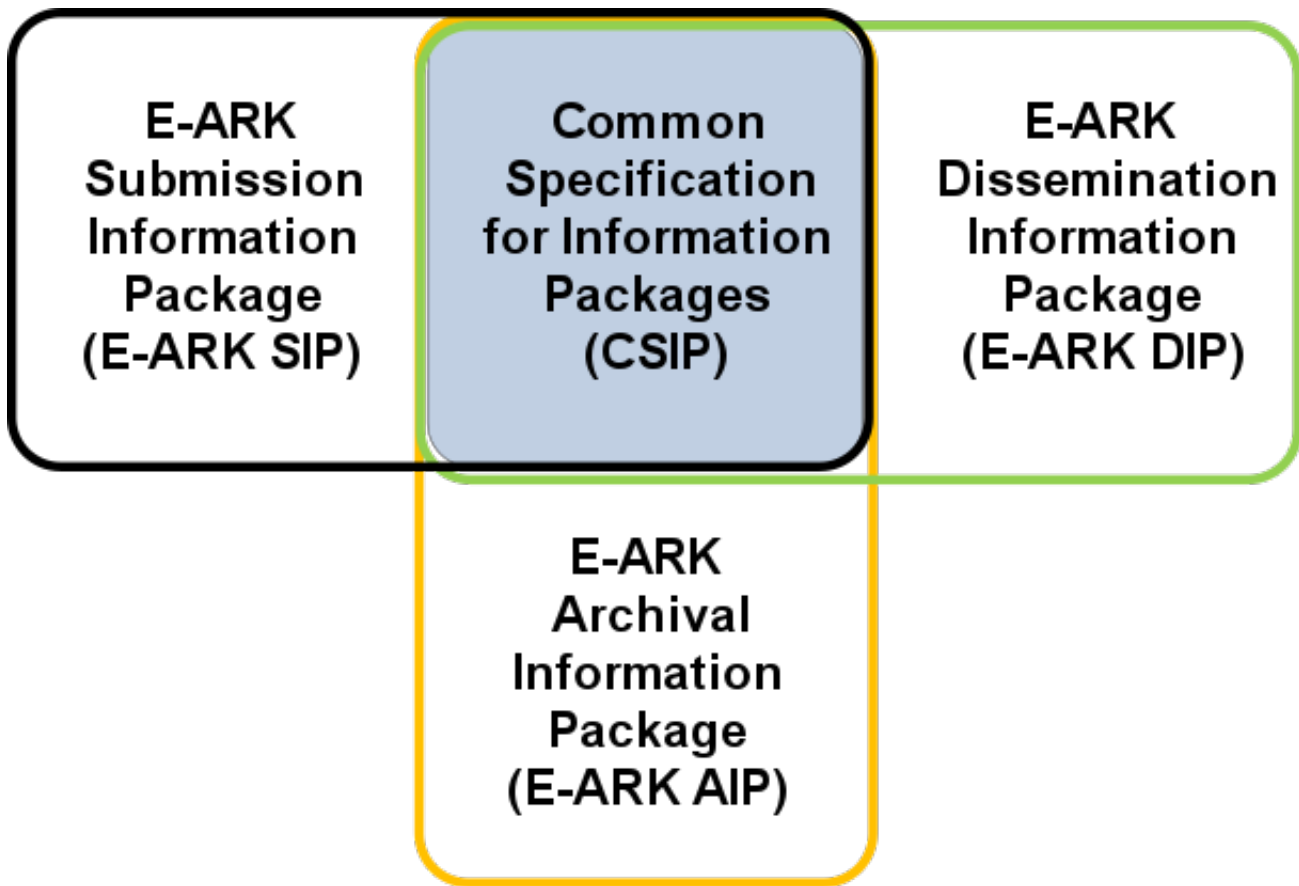 E-ARK
Submission
Information
Package
(E-ARK SIP)
Common
Specification
for Information
Packages
(CSIP)
E-ARK
Dissemination
Information
Package
(E-ARK DIP)
E-ARK
Archival
Information
Package
(E-ARK AIP)